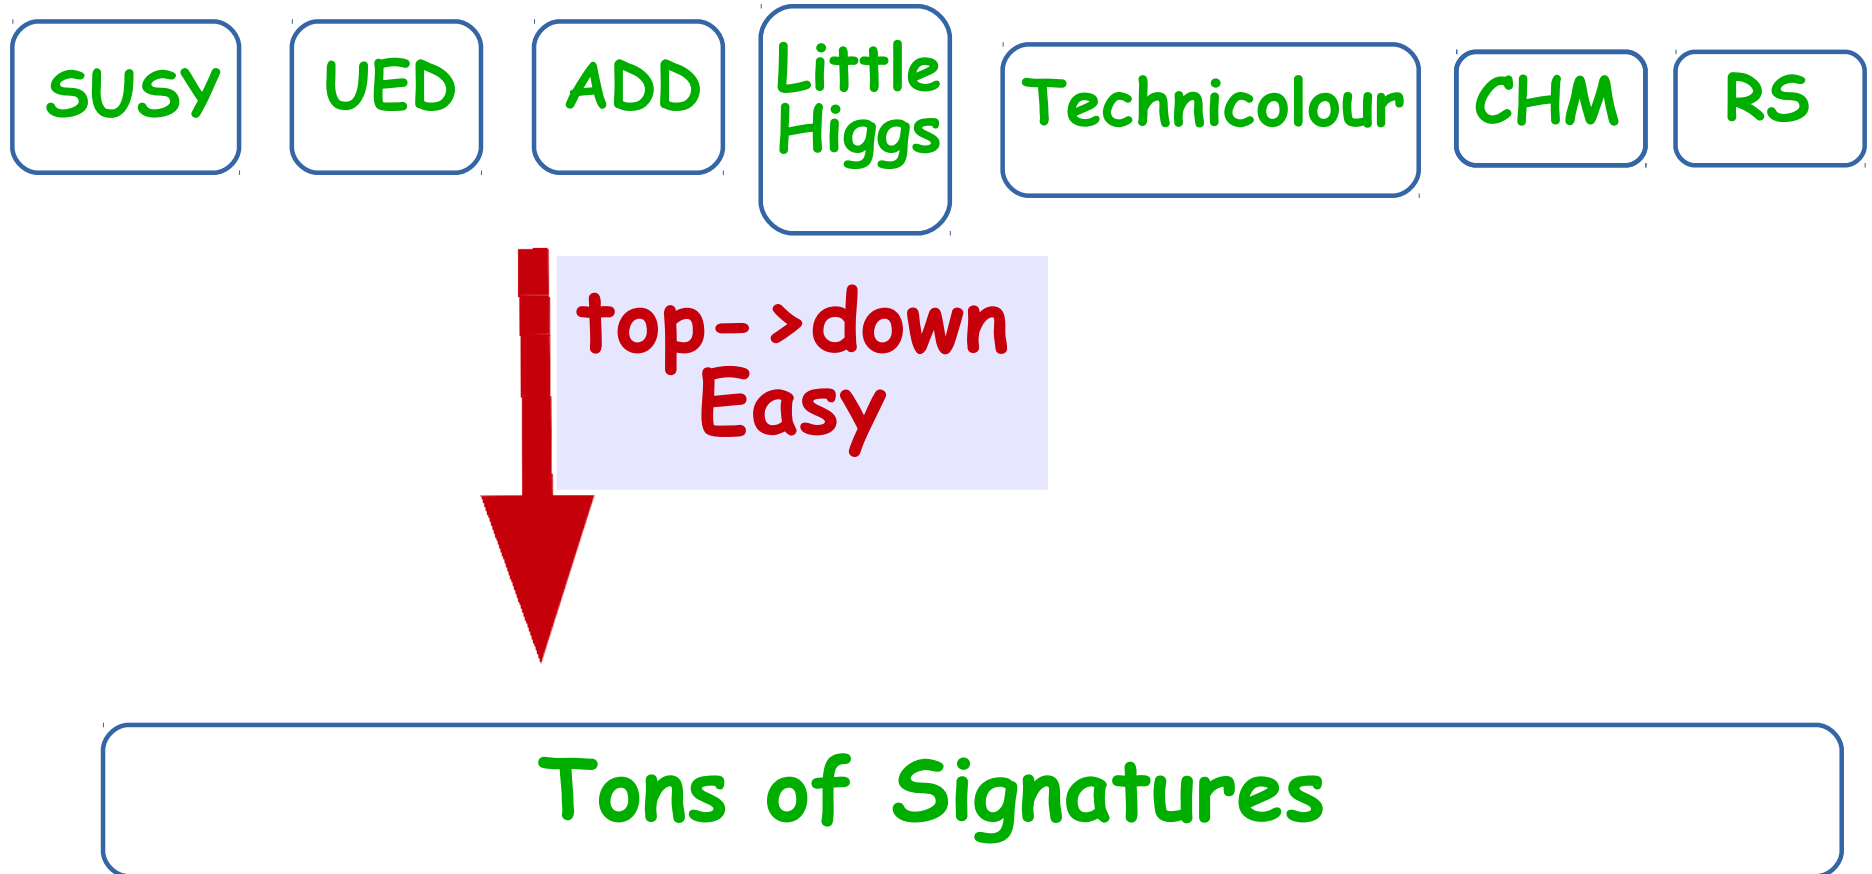 SUSY
UED
ADD
Little
Higgs
Technicolour
CHM
RS
top->down
Easy
Tons of Signatures